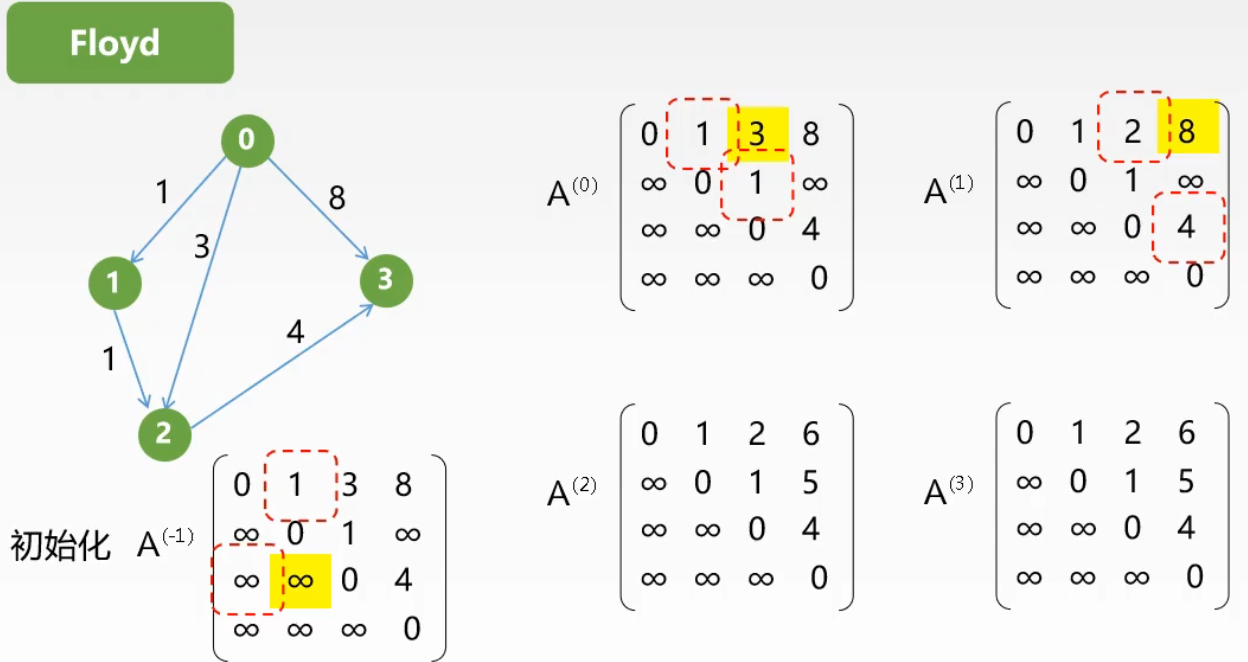 Floyd
0
1
8
3
1
3
1
4
2
初始化 A(-1)
0 1 3 8
∞ 0 1 ∞
∞ ∞ 0 4
∞ ∞ ∞ 0
A(0)
0 1 3 8
∞ 0 1 ∞
∞ ∞ 0 4
∞ ∞ ∞ 0
A(1)
0 1 2 8
∞ 0 1 ∞
∞ ∞ 0 4
∞ ∞ ∞ 0
A(2)
0 1 2 6
∞ 0 1 5
∞ ∞ 0 4
∞ ∞ ∞ 0
A(3)
0 1 2 6
∞ 0 1 5
∞ ∞ 0 4
∞ ∞ ∞ 0